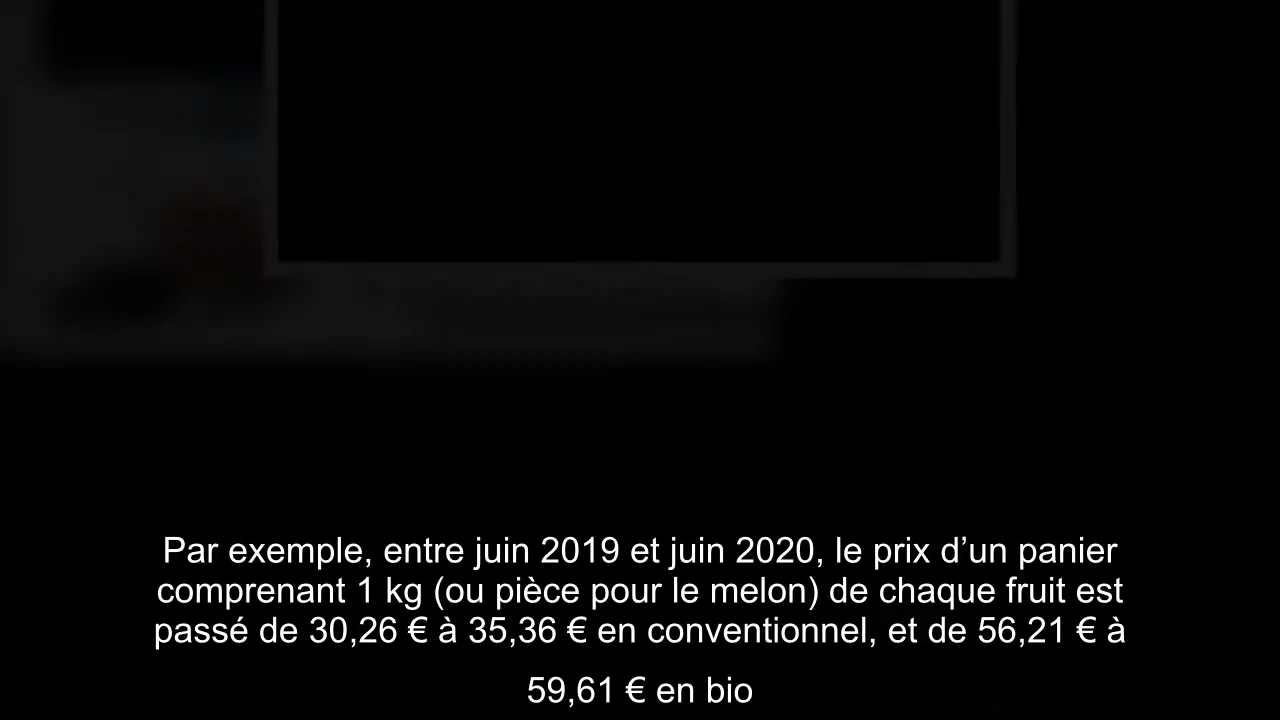 Par exemple, entre juin 2019 et juin 2020, le prix d’un panier
comprenant 1 kg (ou pièce pour le melon) de chaque fruit est
passé de 30,26 € à 35,36 € en conventionnel, et de 56,21 € à
59,61 € en bio